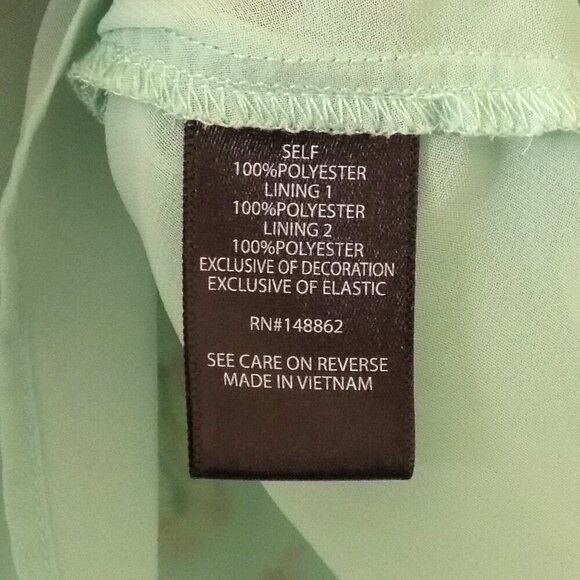 SELF
100%POLYESTER
LINING 1
100%POLYESTER
LINING 2
100%POLYESTER
EXCLUSIVE OF DECORATION
EXCLUSIVE OF ELASTIC
RN#148862
SEE CARE ON REVERSE
MADE IN VIETNAM